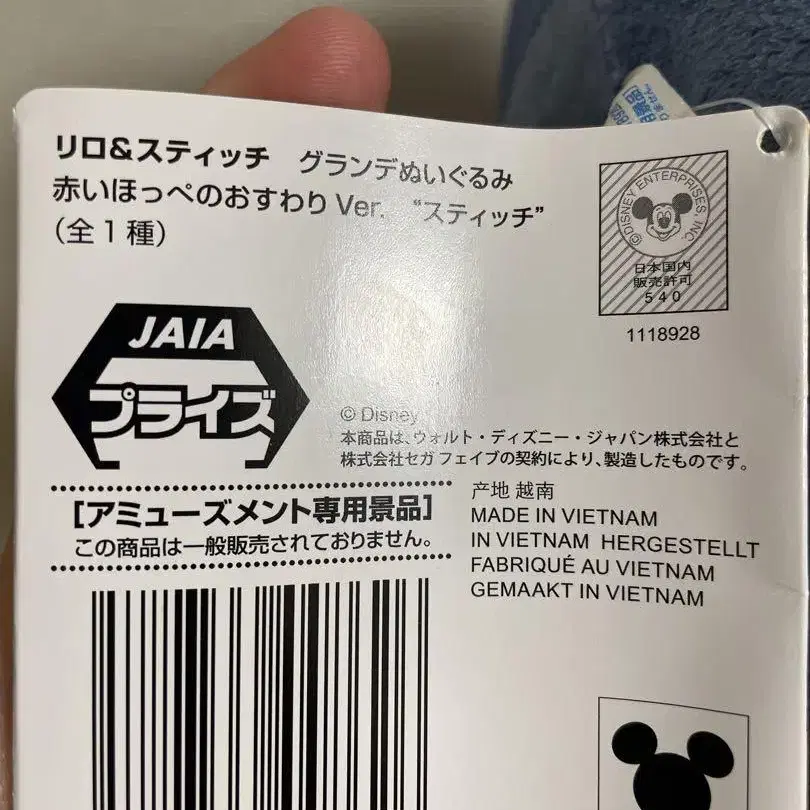 リロ&スティッチ グランデぬいぐるみ
赤いほっぺのおすわり Ver. “スティッチ”
（全1種）
©DISNEY ENTERPRISES, INC.
日本国内
販売許可
540
1118928
JAIA
プライズ
© Disney
本商品は、ウォルト・ディズニー・ジャパン株式会社と
株式会社セガ フェイブの契約により、製造したものです。
[アミューズメント専用景品]
この商品は一般販売されておりません。
产地 越南
MADE IN VIETNAM
IN VIETNAM HERGESTELLT
FABRIQUÉ AU VIETNAM
GEMAAKT IN VIETNAM